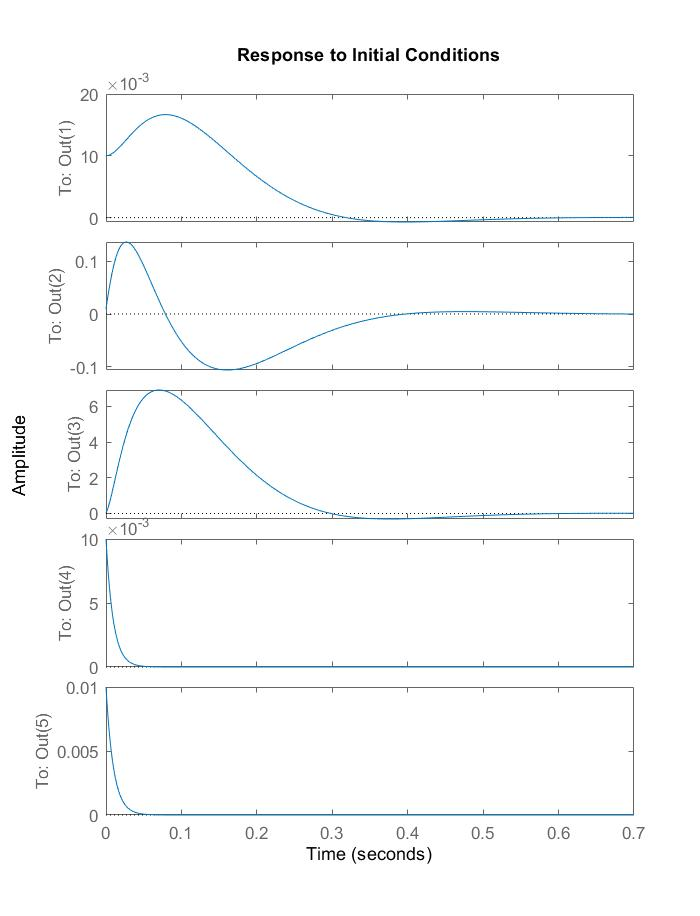 Response to Initial Conditions
×10⁻³
20
10
0
To: Out(1)
0.1
0
-0.1
To: Out(2)
6
4
2
0
To: Out(3)
Amplitude
×10⁻³
10
5
0
To: Out(4)
0.01
0.005
0
To: Out(5)
0 0.1 0.2 0.3 0.4 0.5 0.6 0.7
Time (seconds)